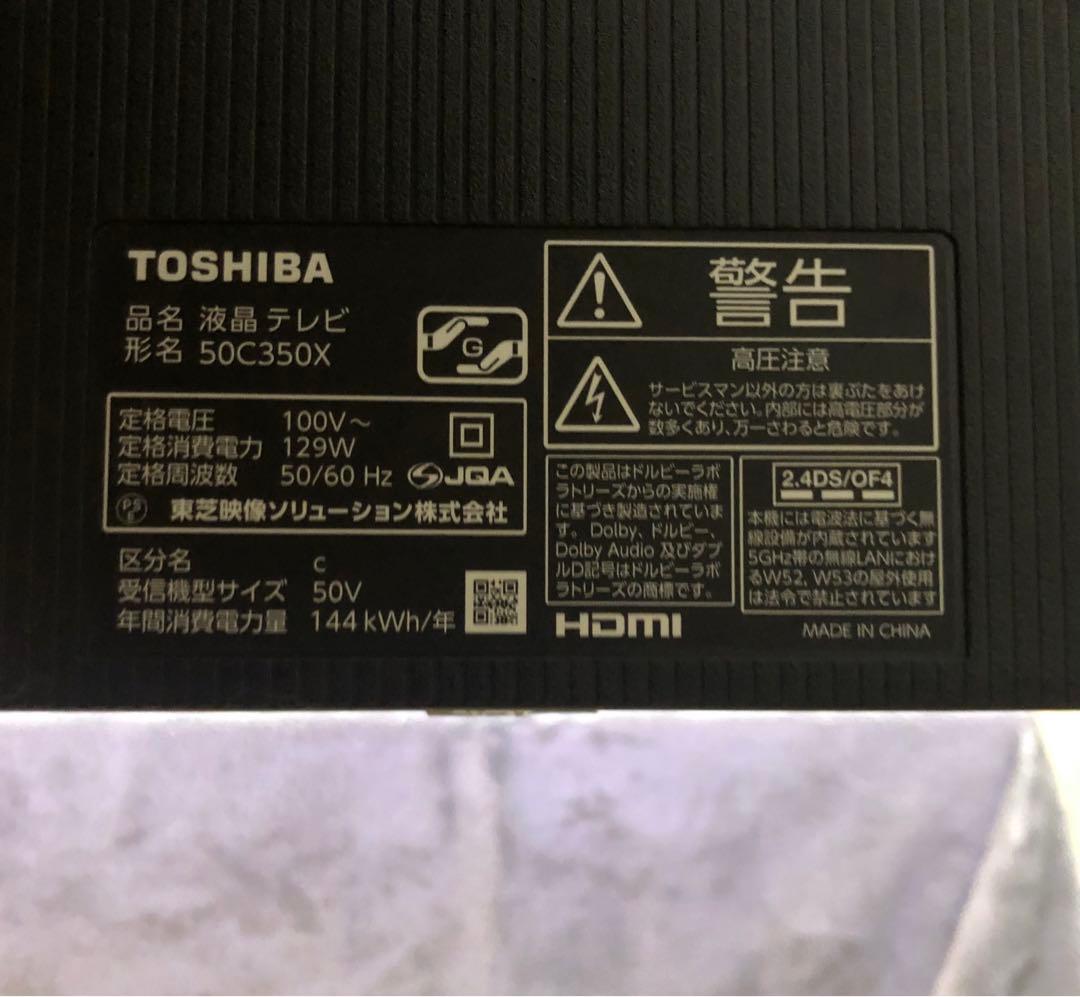 TOSHIBA
品名 液晶 テレビ
形名 50C350X
G
定格電圧 100V～
定格消費電力 129W
定格周波数 50/60 Hz
JQA
PS
E
東芝映像ソリューション株式会社
区分名 c
受信機型サイズ 50V
年間消費電力量 144kWh/年
警告
高圧注意
サービスマン以外の方は裏ぶたをあけ
ないでください。内部には高電圧部分が
数多くあり、万一さわると危険です。
この製品はドルビーラボ
ラトリーズからの実施権
に基づき製造されていま
す。Dolby、ドルビー、
Dolby Audio 及びダブ
ルD記号はドルビーラボ
ラトリーズの商標です。
HDMI
2.4DS/OF4
本機には電波法に基づく無
線設備が内蔵されています
5GHz帯の無線LANにおけ
るW52, W53の屋外使用
は法令で禁止されています
MADE IN CHINA